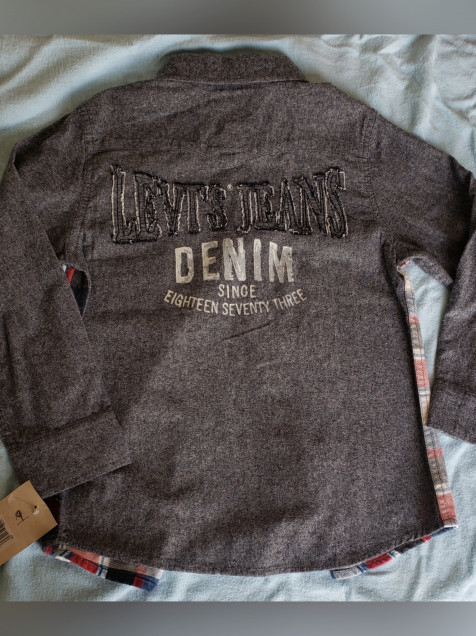 LEVI'S® JEANS
DENIM
SINCE
EIGHTEEN SEVENTY THREE